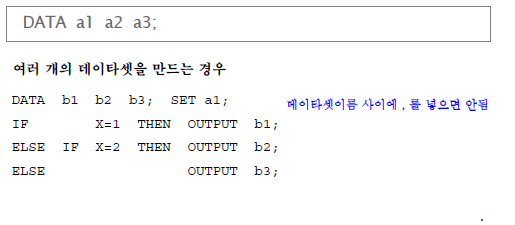 DATA a1 a2 a3;
여러 개의 데이타셋을 만드는 경우
DATA b1 b2 b3; SET a1;
데이타셋이름 사이에 , 를 넣으면 안됨
IF X=1 THEN OUTPUT b1;
ELSE IF X=2 THEN OUTPUT b2;
ELSE OUTPUT b3;
.